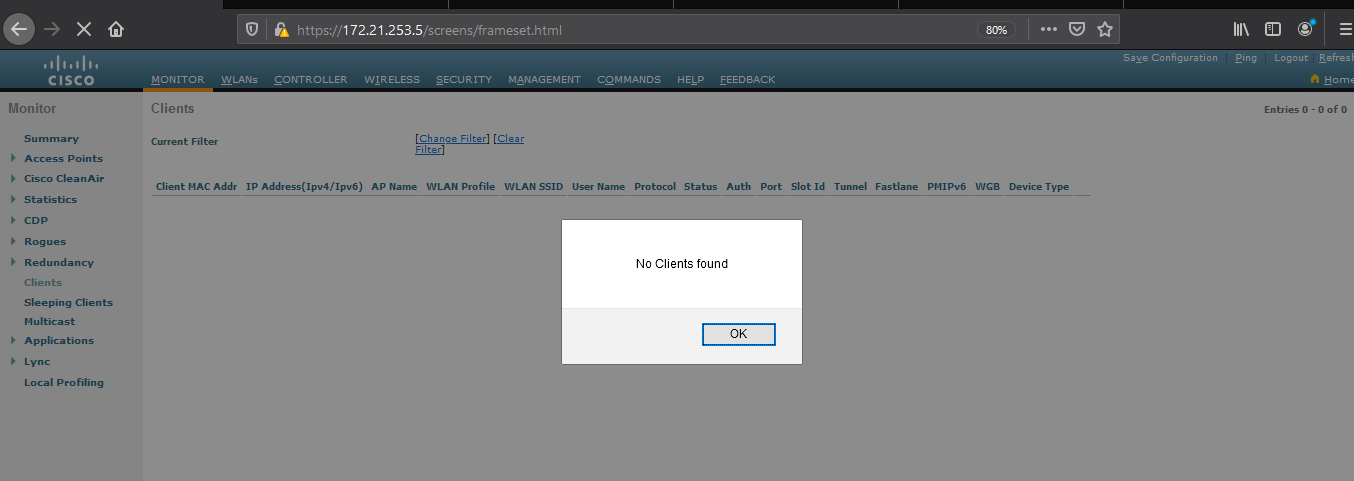 https://172.21.253.5/screens/frameset.html
80%
Save Configuration | Ping | Logout | Refresh
CISCO
MONITOR WLANs CONTROLLER WIRELESS SECURITY MANAGEMENT COMMANDS HELP FEEDBACK
Home
Monitor
Summary
Access Points
Cisco CleanAir
Statistics
CDP
Rogues
Redundancy
Clients
Sleeping Clients
Multicast
Applications
Lync
Local Profiling
Clients
Entries 0 - 0 of 0
Current Filter
[Change Filter] [Clear
Filter]
Client MAC Addr IP Address(Ipv4/Ipv6) AP Name WLAN Profile WLAN SSID User Name Protocol Status Auth Port Slot Id Tunnel Fastlane PMIPv6 WGB Device Type
No Clients found
OK